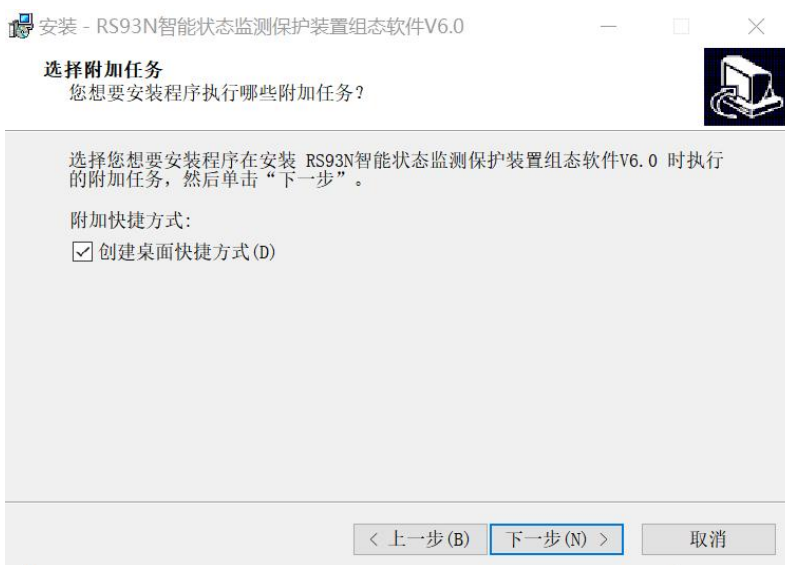 安装 - RS93N智能状态监测保护装置组态软件V6.0
选择附加任务
您想要安装程序执行哪些附加任务?
选择您想要安装程序在安装 RS93N智能状态监测保护装置组态软件V6.0 时执行
的附加任务，然后单击“下一步”。
附加快捷方式:
创建桌面快捷方式(D)
< 上一步(B) 下一步(N) > 取消